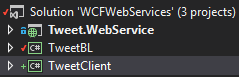 Solution 'WCFWebServices' (3 projects)
Tweet.WebService
C# TweetBL
C# TweetClient